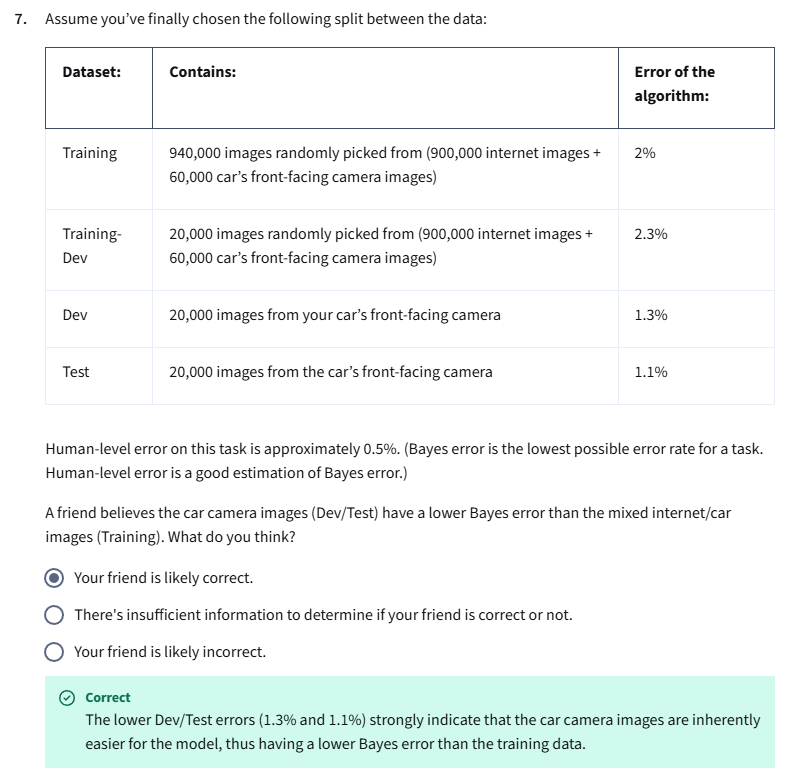 7. Assume you’ve finally chosen the following split between the data:
Dataset: Contains: Error of the
algorithm:
Training 940,000 images randomly picked from (900,000 internet images + 2%
60,000 car’s front-facing camera images)
Training- 20,000 images randomly picked from (900,000 internet images + 2.3%
Dev 60,000 car’s front-facing camera images)
Dev 20,000 images from your car’s front-facing camera 1.3%
Test 20,000 images from the car’s front-facing camera 1.1%
Human-level error on this task is approximately 0.5%. (Bayes error is the lowest possible error rate for a task.
Human-level error is a good estimation of Bayes error.)
A friend believes the car camera images (Dev/Test) have a lower Bayes error than the mixed internet/car
images (Training). What do you think?
Your friend is likely correct.
There's insufficient information to determine if your friend is correct or not.
Your friend is likely incorrect.
Correct
The lower Dev/Test errors (1.3% and 1.1%) strongly indicate that the car camera images are inherently
easier for the model, thus having a lower Bayes error than the training data.